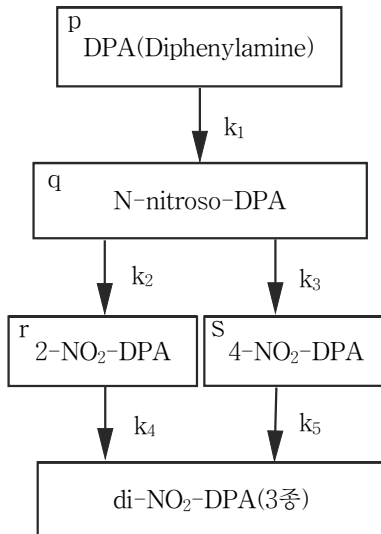 p
DPA(Diphenylamine)
k₁
q
N-nitroso-DPA
k₂ k₃
r
2-NO₂-DPA
S
4-NO₂-DPA
k₄ k₅
di-NO₂-DPA(3종)